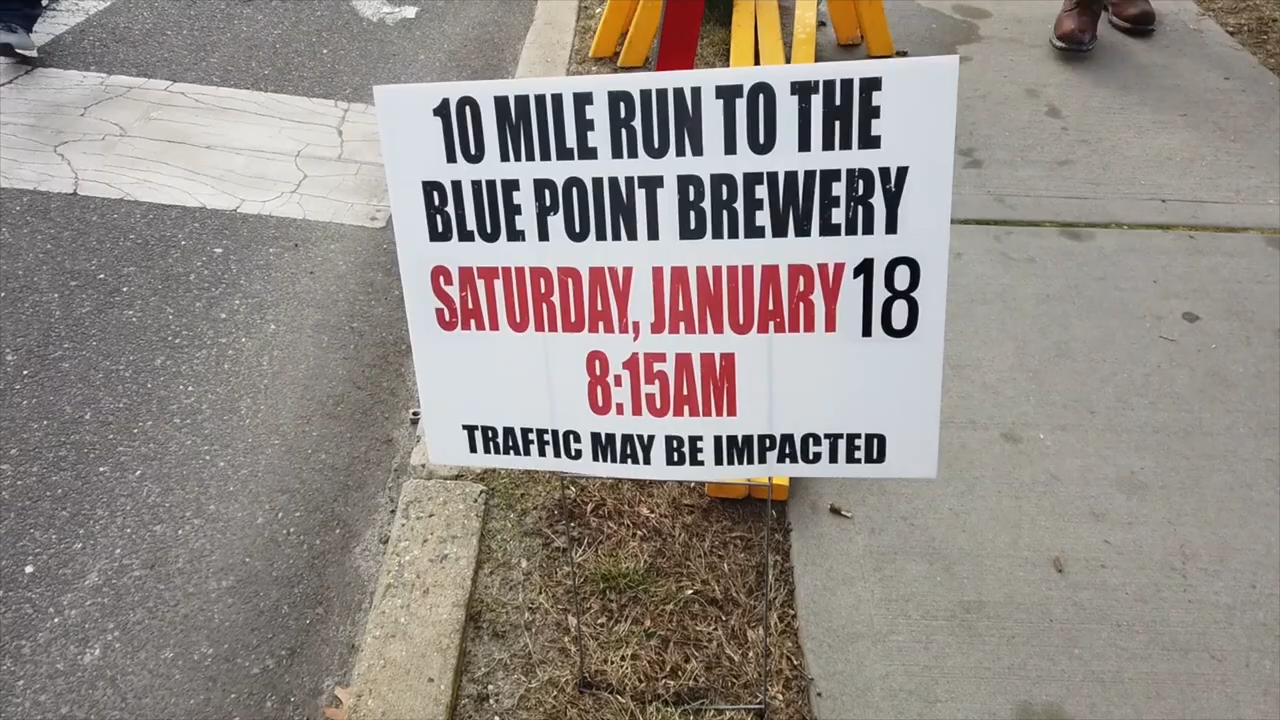 10 MILE RUN TO THE
BLUE POINT BREWERY
SATURDAY, JANUARY 18
8:15AM
TRAFFIC MAY BE IMPACTED